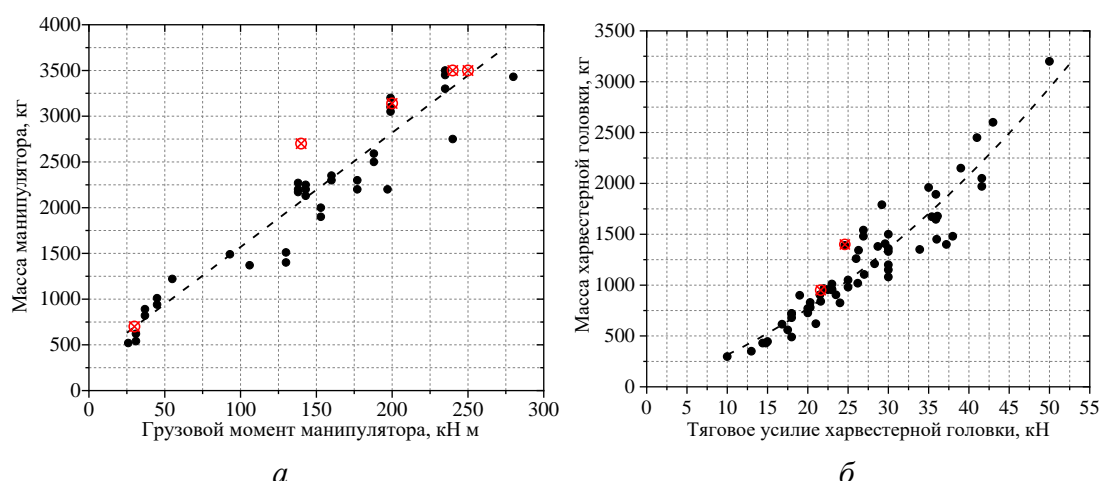 4000
3500
3000
2500
2000
1500
1000
500
0
0 50 100 150 200 250 300
Масса манипулятора, кг
Грузовой момент манипулятора, кН м
а
3500
3000
2500
2000
1500
1000
500
0
0 5 10 15 20 25 30 35 40 45 50 55
Масса харвестерной головки, кг
Тяговое усилие харвестерной головки, кН
б